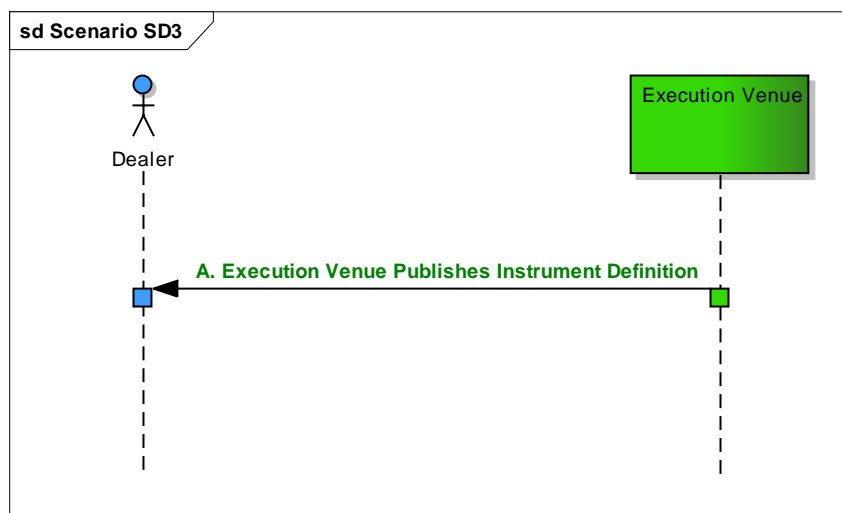 sd Scenario SD3
Dealer
Execution Venue
A. Execution Venue Publishes Instrument Definition